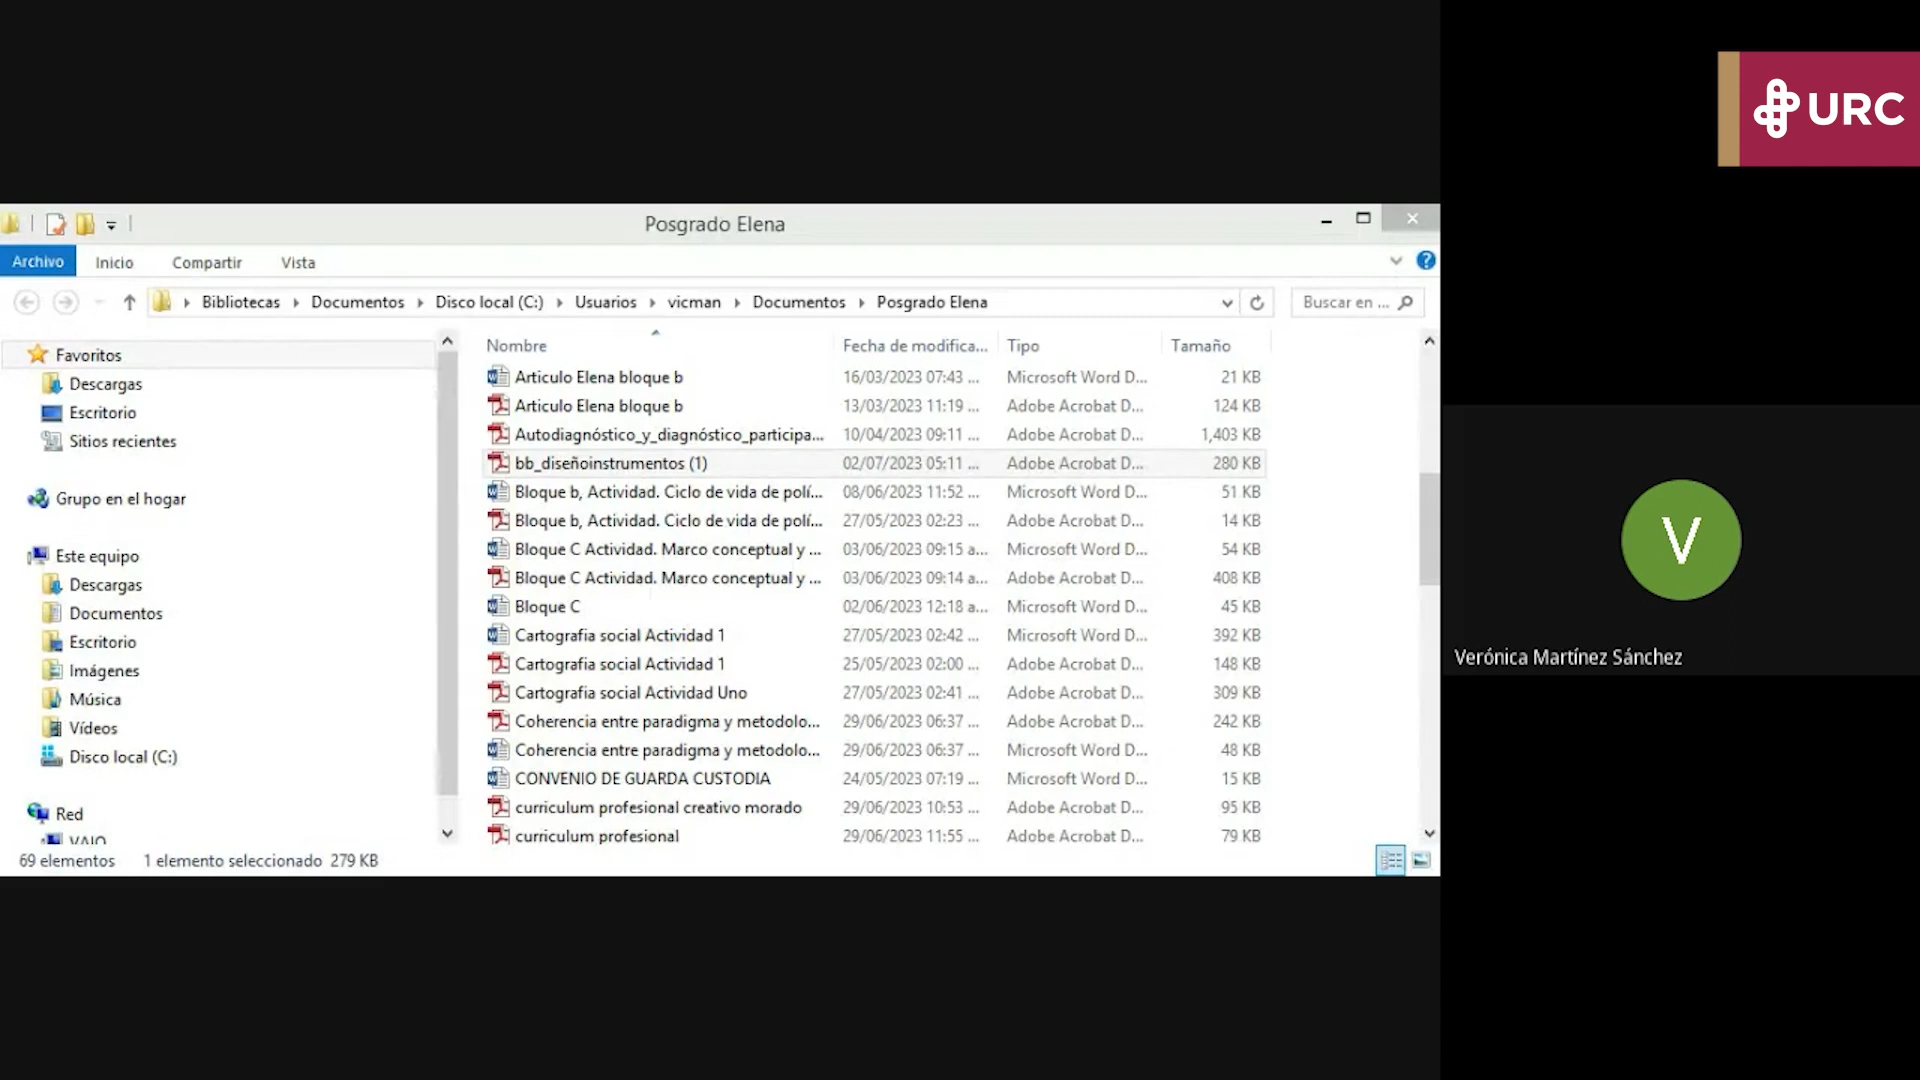 URC
Posgrado Elena
Archivo Inicio Compartir Vista
Bibliotecas Documentos Disco local (C:) Usuarios vicman Documentos Posgrado Elena Buscar en ...
Favoritos
Descargas
Escritorio
Sitios recientes
Grupo en el hogar
Este equipo
Descargas
Documentos
Escritorio
Imágenes
Música
Vídeos
Disco local (C:)
Red
VAIO
Nombre Fecha de modifica... Tipo Tamaño
Articulo Elena bloque b 16/03/2023 07:43 ... Microsoft Word D... 21 KB
Articulo Elena bloque b 13/03/2023 11:19 ... Adobe Acrobat D... 124 KB
Autodiagnóstico_y_diagnóstico_participa... 10/04/2023 09:11 ... Adobe Acrobat D... 1,403 KB
bb_diseñoinstrumentos (1) 02/07/2023 05:11 ... Adobe Acrobat D... 280 KB
Bloque b, Actividad. Ciclo de vida de polí... 08/06/2023 11:52 ... Microsoft Word D... 51 KB
Bloque b, Actividad. Ciclo de vida de polí... 27/05/2023 02:23 ... Adobe Acrobat D... 14 KB
Bloque C Actividad. Marco conceptual y ... 03/06/2023 09:15 a... Microsoft Word D... 54 KB
Bloque C Actividad. Marco conceptual y ... 03/06/2023 09:14 a... Adobe Acrobat D... 408 KB
Bloque C 02/06/2023 12:18 a... Microsoft Word D... 45 KB
Cartografia social Actividad 1 27/05/2023 02:42 ... Microsoft Word D... 392 KB
Cartografia social Actividad 1 25/05/2023 02:00 ... Adobe Acrobat D... 148 KB
Cartografia social Actividad Uno 27/05/2023 02:41 ... Adobe Acrobat D... 309 KB
Coherencia entre paradigma y metodolo... 29/06/2023 06:37 ... Adobe Acrobat D... 242 KB
Coherencia entre paradigma y metodolo... 29/06/2023 06:37 ... Microsoft Word D... 48 KB
CONVENIO DE GUARDA CUSTODIA 24/05/2023 07:19 ... Microsoft Word D... 15 KB
curriculum profesional creativo morado 29/06/2023 10:53 ... Adobe Acrobat D... 95 KB
curriculum profesional 29/06/2023 11:55 ... Adobe Acrobat D... 79 KB
69 elementos 1 elemento seleccionado 279 KB
V
Verónica Martínez Sánchez